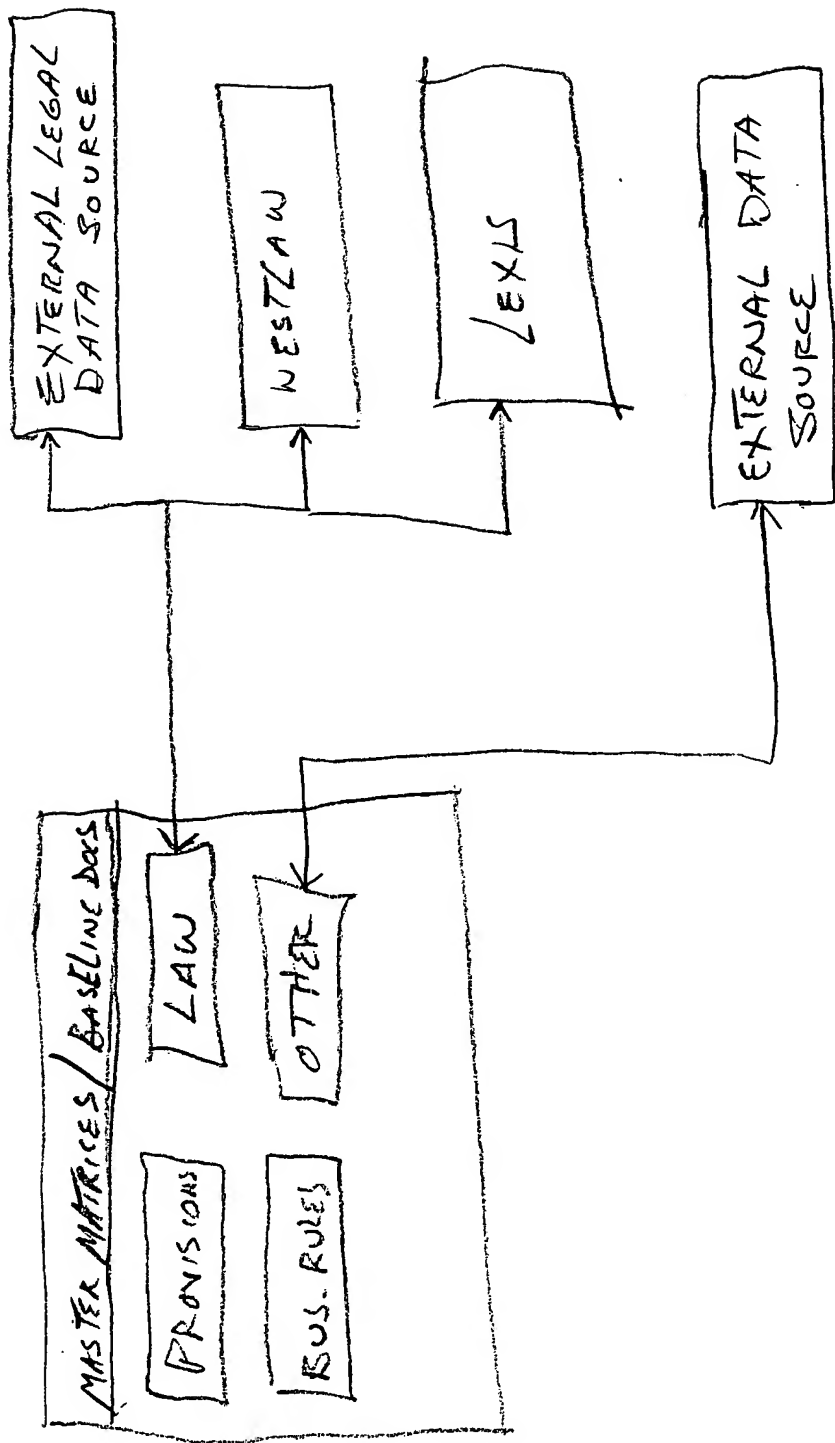 MASTER MATRICES / BASELINE DOCS
PROVISIONS
LAW
BUS. RULES
OTHER
EXTERNAL LEGAL
DATA SOURCE
WESTLAW
LEXIS
EXTERNAL DATA
SOURCE